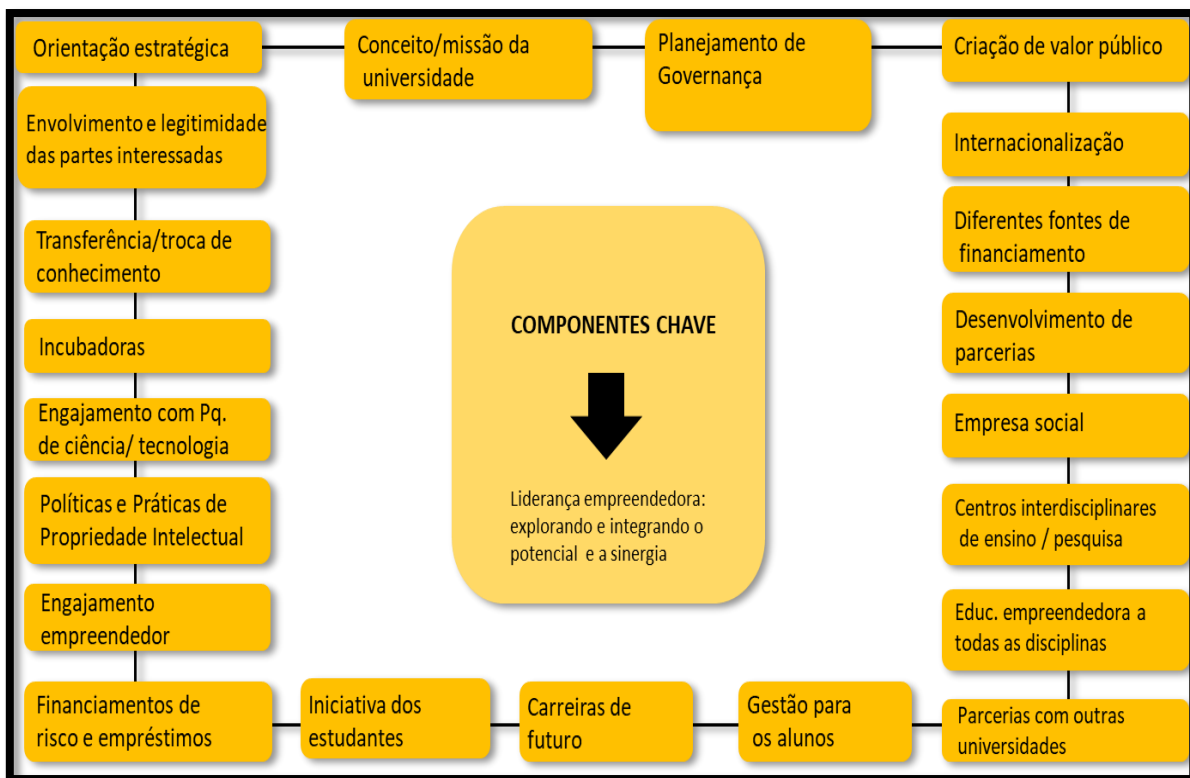 Orientação estratégica
Conceito/missão da
universidade
Planejamento de
Governança
Criação de valor público
Envolvimento e legitimidade
das partes interessadas
Internacionalização
Transferência/troca de
conhecimento
Diferentes fontes de
financiamento
Incubadoras
COMPONENTES CHAVE
Desenvolvimento de
parcerias
Engajamento com Pq.
de ciência/ tecnologia
Empresa social
Políticas e Práticas de
Propriedade Intelectual
Liderança empreendedora:
explorando e integrando o
potencial e a sinergia
Centros interdisciplinares
de ensino / pesquisa
Engajamento
empreendedor
Educ. empreendedora a
todas as disciplinas
Financiamentos de
risco e empréstimos
Iniciativa dos
estudantes
Carreiras de
futuro
Gestão para
os alunos
Parcerias com outras
universidades